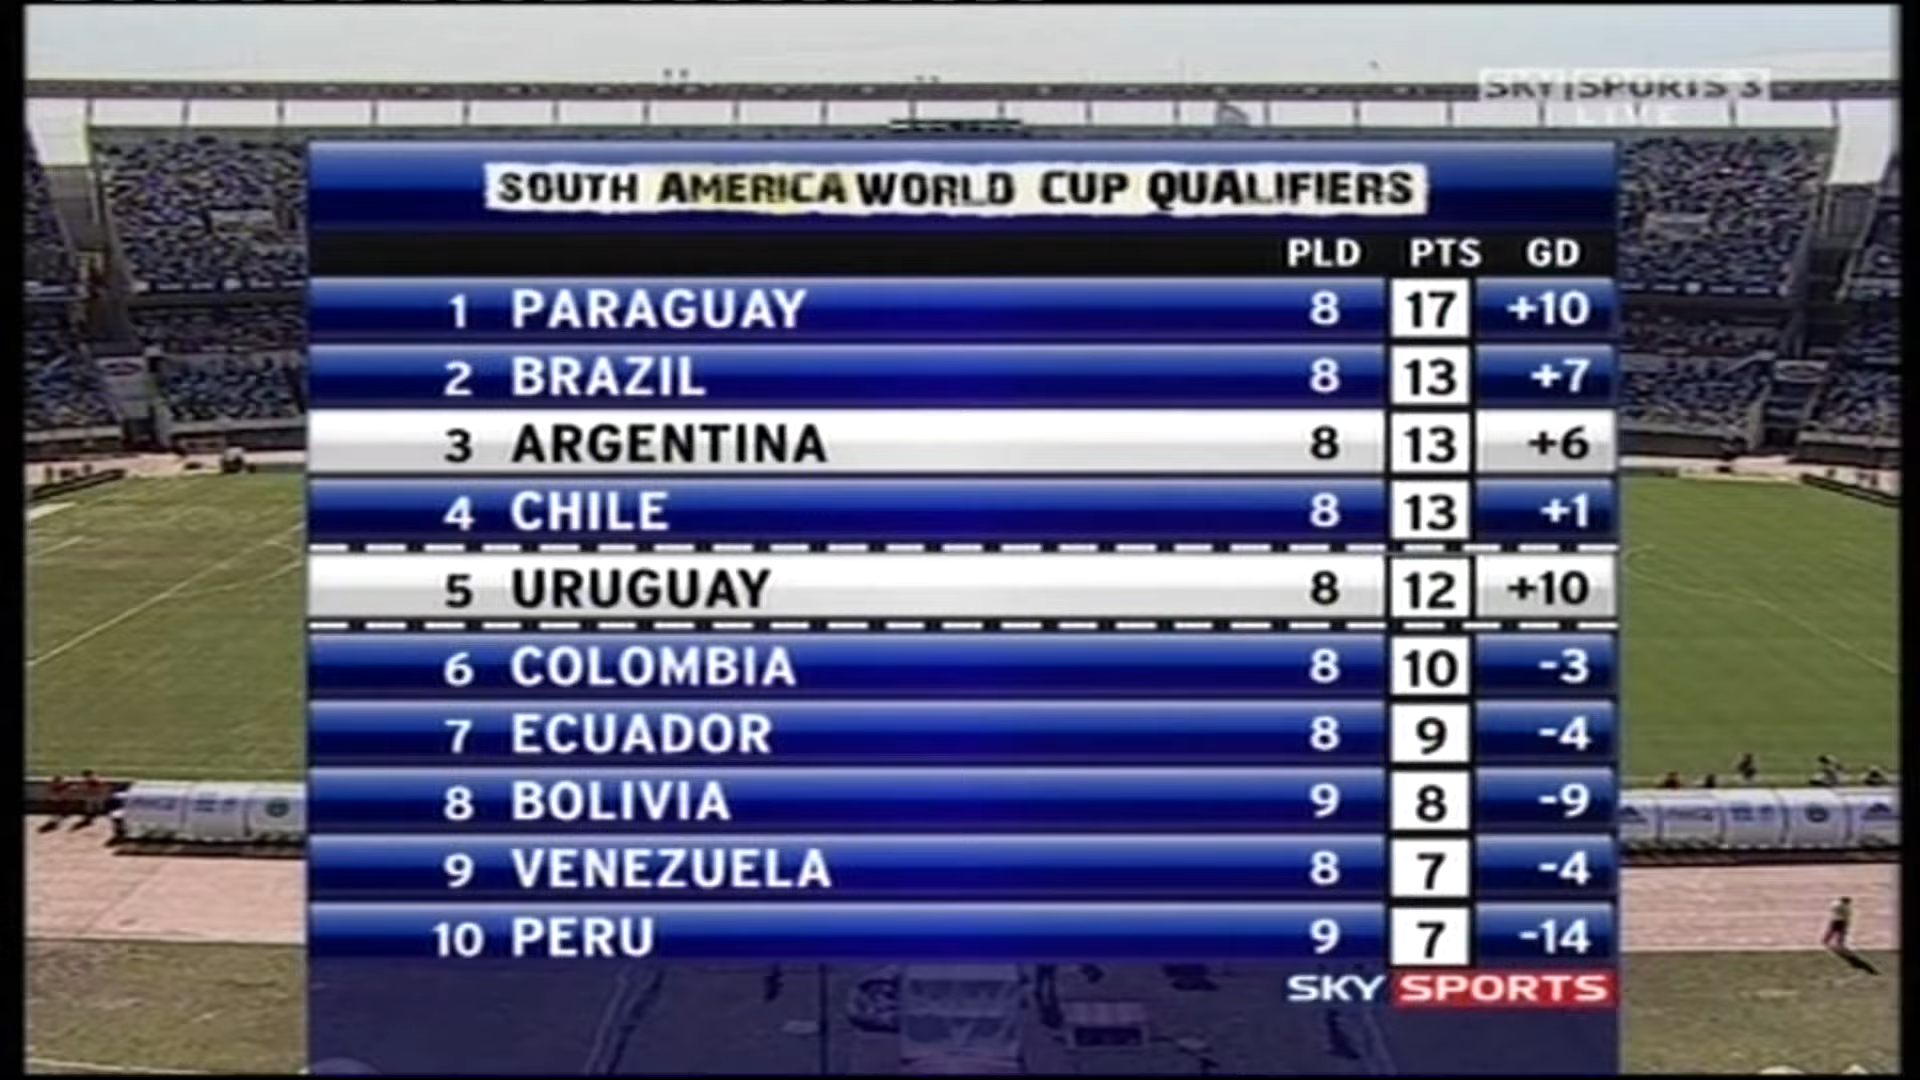 SKY SPORTS 3
LIVE
SOUTH AMERICA WORLD CUP QUALIFIERS
PLD PTS GD
1 PARAGUAY 8 17 +10
2 BRAZIL 8 13 +7
3 ARGENTINA 8 13 +6
4 CHILE 8 13 +1
5 URUGUAY 8 12 +10
6 COLOMBIA 8 10 -3
7 ECUADOR 8 9 -4
8 BOLIVIA 9 8 -9
9 VENEZUELA 8 7 -4
10 PERU 9 7 -14
SKY SPORTS